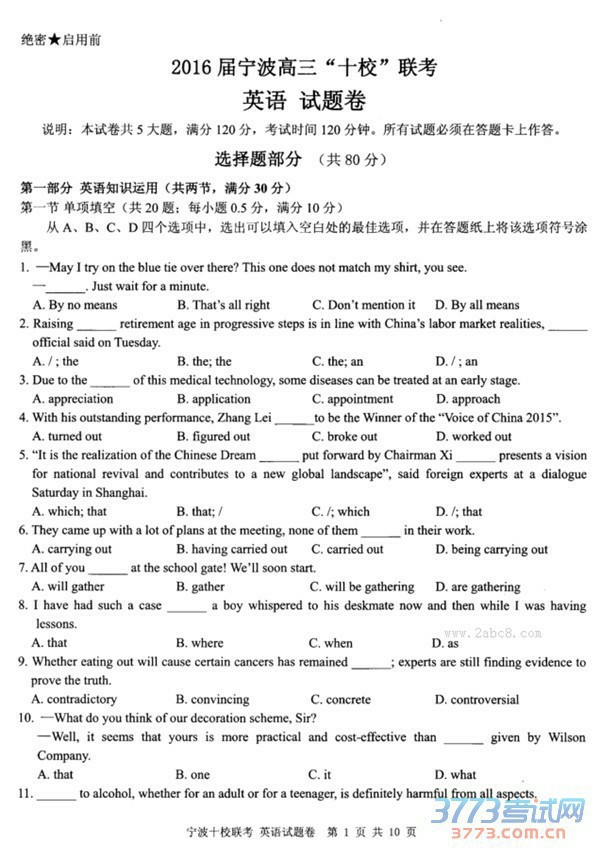 绝密★启用前
2016 届宁波高三“十校”联考
英语 试题卷
说明：本试卷共 5 大题，满分 120 分，考试时间 120 分钟。所有试题必须在答题卡上作答。
选择题部分 （共 80 分）
第一部分 英语知识运用（共两节，满分 30 分）
第一节 单项填空（共 20 题；每小题 0.5 分，满分 10 分）
从 A、B、C、D 四个选项中，选出可以填入空白处的最佳选项，并在答题纸上将该选项符号涂
黑。
1. —May I try on the blue tie over there? This one does not match my shirt, you see.
—______. Just wait for a minute.
A. By no means B. That's all right C. Don't mention it D. By all means
2. Raising ______ retirement age in progressive steps is in line with China's labor market realities, ______
official said on Tuesday.
A. / ; the B. the; the C. the; an D. / ; an
3. Due to the ______ of this medical technology, some diseases can be treated at an early stage.
A. appreciation B. application C. appointment D. approach
4. With his outstanding performance, Zhang Lei ______to be the Winner of the “Voice of China 2015”.
A. turned out B. figured out C. broke out D. worked out
5. “It is the realization of the Chinese Dream ______ put forward by Chairman Xi ______ presents a vision
for national revival and contributes to a new global landscape”, said foreign experts at a dialogue
Saturday in Shanghai.
A. which; that B. that; / C. /; which D. /; that
6. They came up with a lot of plans at the meeting, none of them ______ in their work.
A. carrying out B. having carried out C. carried out D. being carrying out
7. All of you ______ at the school gate! We'll soon start.
A. will gather B. gather C. will be gathering D. are gathering
8. I have had such a case ______ a boy whispered to his deskmate now and then while I was having
lessons.
A. that B. where C. when D. as
www.2abc8.com
9. Whether eating out will cause certain cancers has remained ______; experts are still finding evidence to
prove the truth.
A. contradictory B. convincing C. concrete D. controversial
10. —What do you think of our decoration scheme, Sir?
—Well, it seems that yours is more practical and cost-effective than ______ given by Wilson
Company.
A. that B. one C. it D. what
11. ______ to alcohol, whether for an adult or for a teenager, is definitely harmful from all aspects.
宁波十校联考 英语试题卷 第 1 页 共 10 页
3773考试网
3773.com.cn